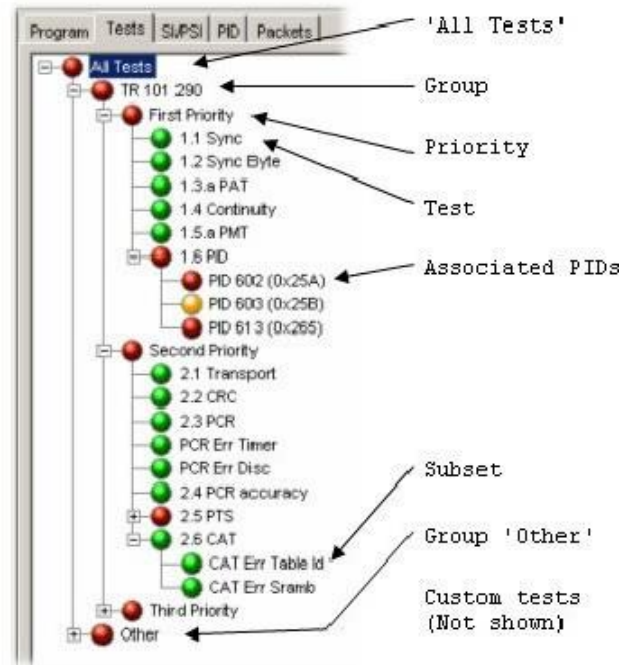 Program Tests SI/PSI PID Packets
All Tests
TR 101 290
First Priority
1.1 Sync
1.2 Sync Byte
1.3.a PAT
1.4 Continuity
1.5.a PMT
1.6 PID
PID 602 (0x25A)
PID 603 (0x25B)
PID 613 (0x265)
Second Priority
2.1 Transport
2.2 CRC
2.3 PCR
PCR Err Timer
PCR Err Disc
2.4 PCR accuracy
2.5 PTS
2.6 CAT
CAT Err Table Id
CAT Err Sramb
Third Priority
Other
'All Tests'
Group
Priority
Test
Associated PIDs
Subset
Group 'Other'
Custom tests
(Not shown)